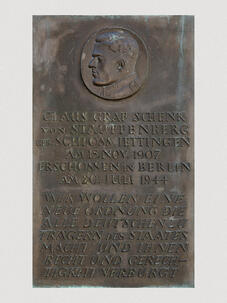 CLAUS GRAF SCHENK
VON STAUFFENBERG
GEB. SCHLOSS JETTINGEN
AM 15. NOV. 1907
ERSCHOSSEN IN BERLIN
AM 20. JULI 1944
WIR WOLLEN EINE
NEUE ORDNUNG DIE
ALLE DEUTSCHEN ZU
TRÄGERN DES STAATES
MACHT UND IHNEN
RECHT UND GERECH-
TIGKEIT VERBÜRGT